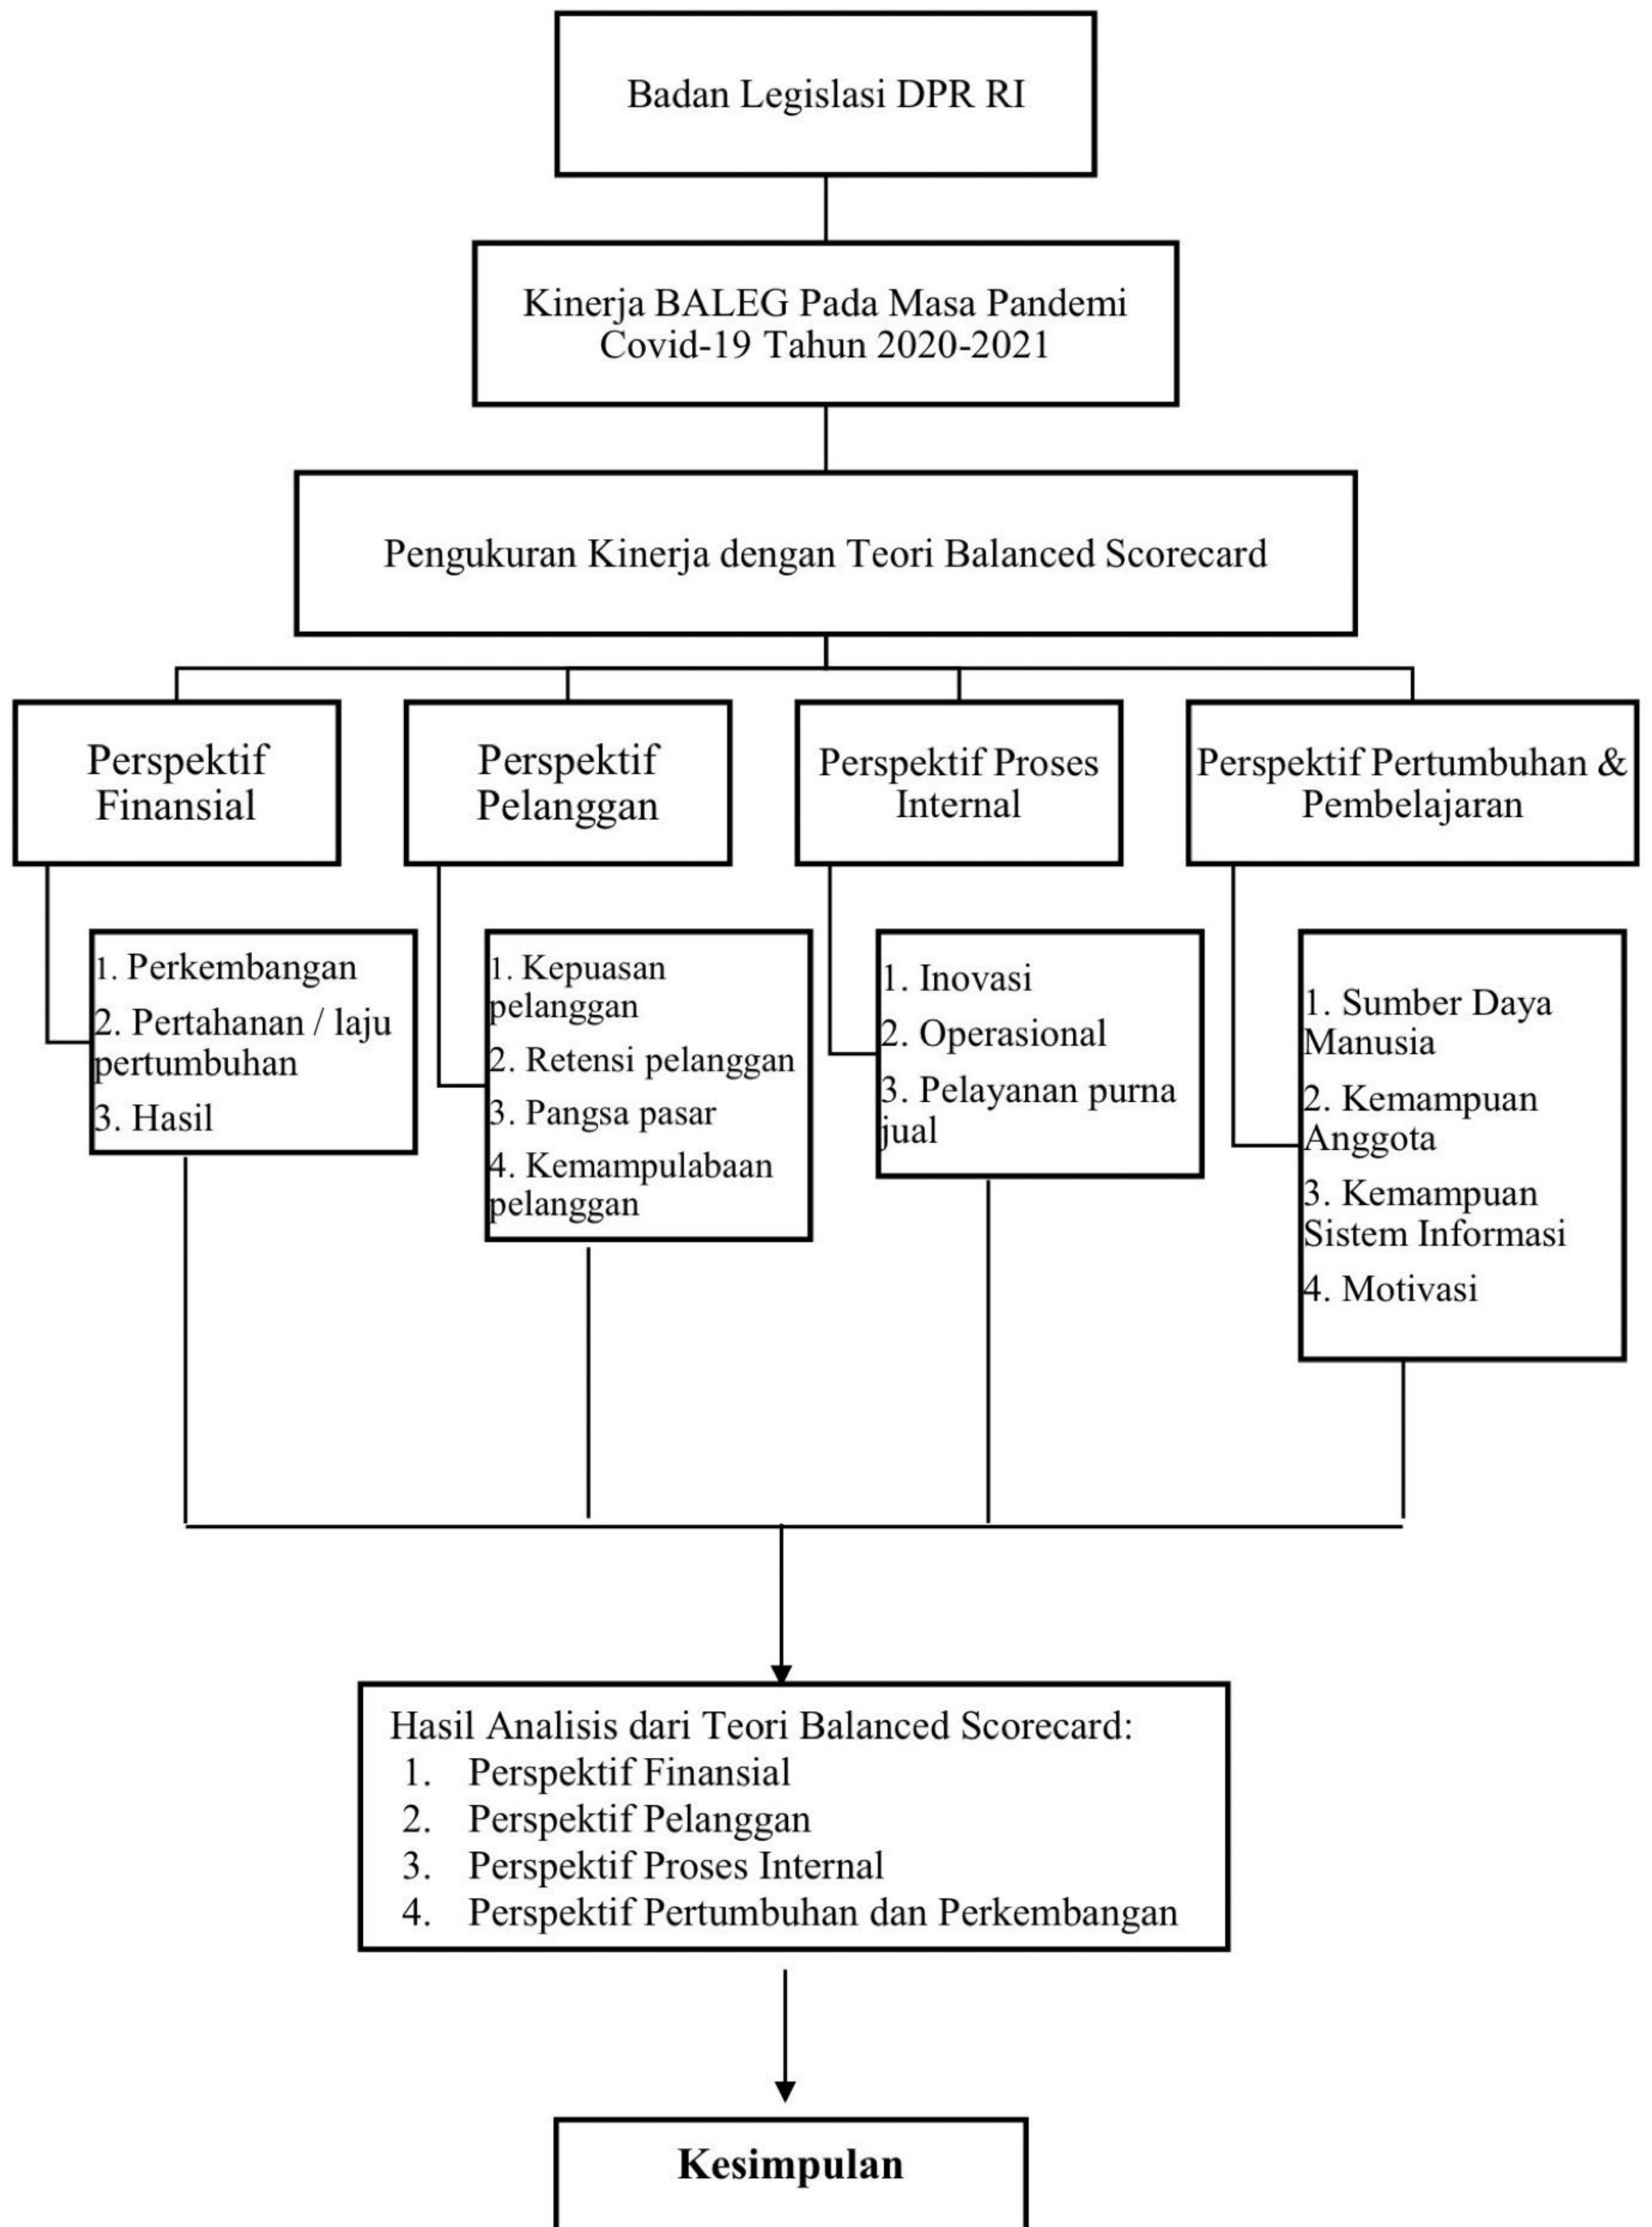 Badan Legislasi DPR RI
Kinerja BALEG Pada Masa Pandemi
Covid-19 Tahun 2020-2021
Pengukuran Kinerja dengan Teori Balanced Scorecard
Perspektif
Finansial
Perspektif
Pelanggan
Perspektif Proses
Internal
Perspektif Pertumbuhan &
Pembelajaran
1. Perkembangan
2. Pertahanan / laju
pertumbuhan
3. Hasil
1. Kepuasan
pelanggan
2. Retensi pelanggan
3. Pangsa pasar
4. Kemampulabaan
pelanggan
1. Inovasi
2. Operasional
3. Pelayanan purna
jual
1. Sumber Daya
Manusia
2. Kemampuan
Anggota
3. Kemampuan
Sistem Informasi
4. Motivasi
Hasil Analisis dari Teori Balanced Scorecard:
1. Perspektif Finansial
2. Perspektif Pelanggan
3. Perspektif Proses Internal
4. Perspektif Pertumbuhan dan Perkembangan
Kesimpulan